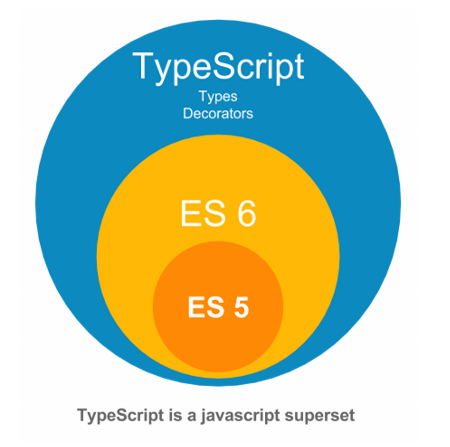 TypeScript
Types
Decorators
ES 6
ES 5
TypeScript is a javascript superset